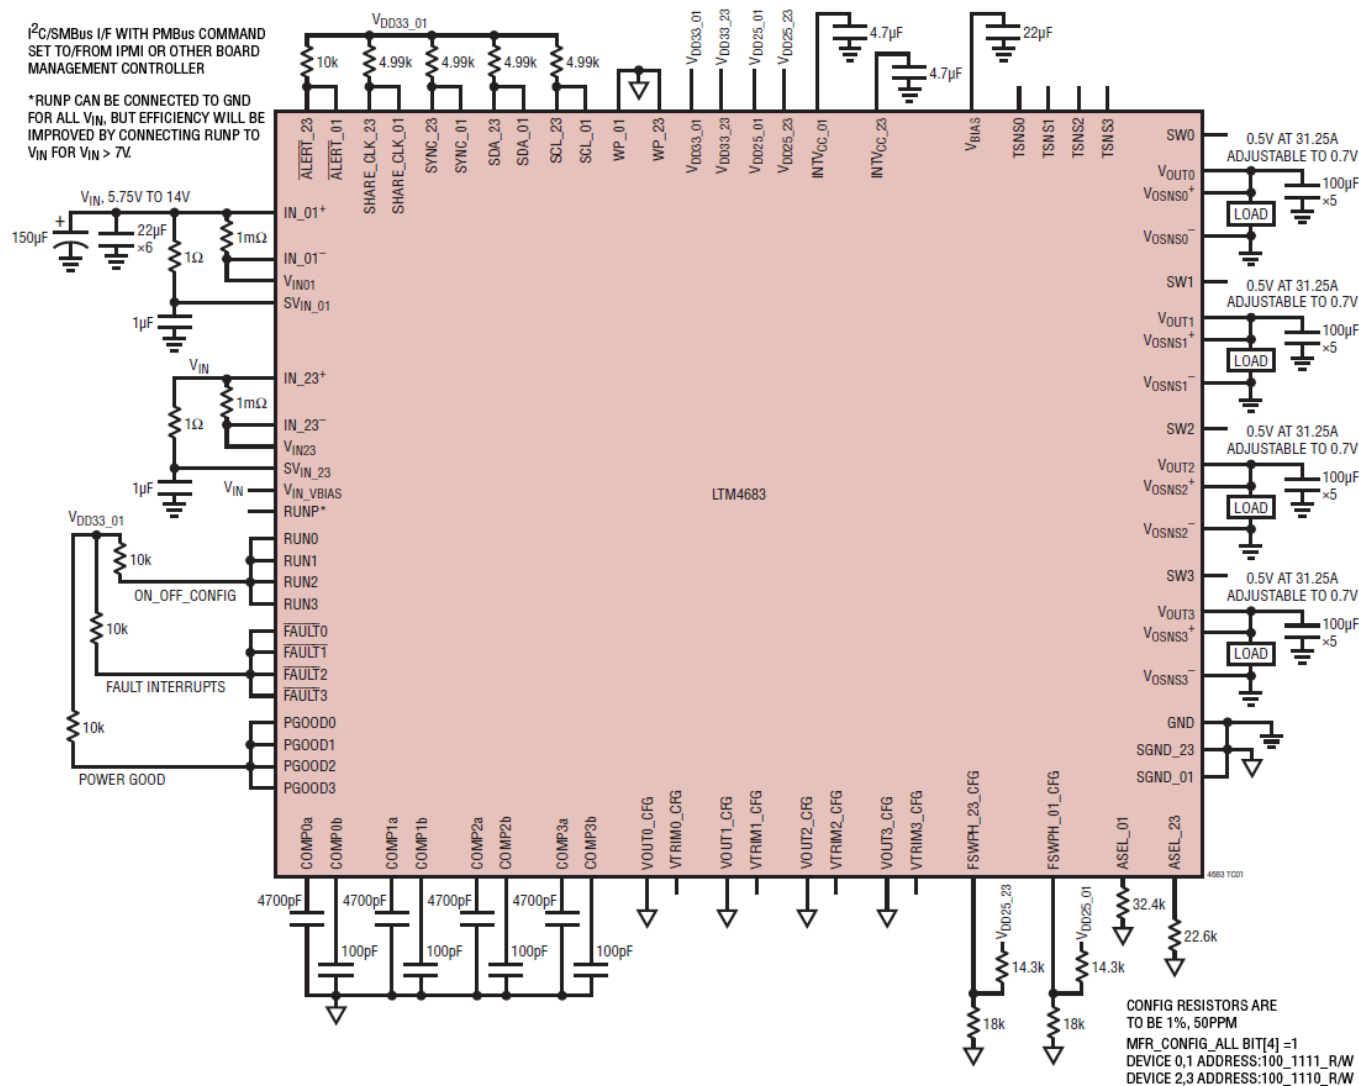 I²C/SMBus I/F WITH PMBus COMMAND
SET TO/FROM IPMI OR OTHER BOARD
MANAGEMENT CONTROLLER
*RUNP CAN BE CONNECTED TO GND
FOR ALL VIN, BUT EFFICIENCY WILL BE
IMPROVED BY CONNECTING RUNP TO
VIN FOR VIN > 7V.
VDD33_01
10k
4.99k
4.99k
4.99k
4.99k
VDD33_01
VDD33_23
VDD25_01
VDD25_23
4.7µF
4.7µF
22µF
ALERT_23
ALERT_01
SHARE_CLK_23
SHARE_CLK_01
SYNC_23
SYNC_01
SDA_23
SDA_01
SCL_23
SCL_01
WP_01
WP_23
VDD33_01
VDD33_23
VDD25_01
VDD25_23
INTVCC_01
INTVCC_23
VBIAS
TSNS0
TSNS1
TSNS2
TSNS3
VIN, 5.75V TO 14V
+
150µF
22µF
×6
1Ω
1mΩ
1µF
IN_01+
IN_01−
VIN01
SVIN_01
VIN
1Ω
1mΩ
1µF
IN_23+
IN_23−
VIN23
SVIN_23
VIN
VIN_VBIAS
RUNP*
VDD33_01
10k
ON_OFF_CONFIG
RUN0
RUN1
RUN2
RUN3
10k
FAULT INTERRUPTS
FAULT0
FAULT1
FAULT2
FAULT3
10k
POWER GOOD
PGOOD0
PGOOD1
PGOOD2
PGOOD3
LTM4683
SW0
0.5V AT 31.25A
ADJUSTABLE TO 0.7V
VOUT0
VOSNS0+
LOAD
100µF
×5
VOSNS0−
SW1
0.5V AT 31.25A
ADJUSTABLE TO 0.7V
VOUT1
VOSNS1+
LOAD
100µF
×5
VOSNS1−
SW2
0.5V AT 31.25A
ADJUSTABLE TO 0.7V
VOUT2
VOSNS2+
LOAD
100µF
×5
VOSNS2−
SW3
0.5V AT 31.25A
ADJUSTABLE TO 0.7V
VOUT3
VOSNS3+
LOAD
100µF
×5
VOSNS3−
GND
SGND_23
SGND_01
COMP0a
COMP0b
COMP1a
COMP1b
COMP2a
COMP2b
COMP3a
COMP3b
VOUT0_CFG
VTRIM0_CFG
VOUT1_CFG
VTRIM1_CFG
VOUT2_CFG
VTRIM2_CFG
VOUT3_CFG
VTRIM3_CFG
FSWPH_23_CFG
FSWPH_01_CFG
ASEL_01
ASEL_23
4683 TC01
4700pF
4700pF
4700pF
4700pF
100pF
100pF
100pF
100pF
VDD25_23
14.3k
18k
VDD25_01
14.3k
18k
32.4k
22.6k
CONFIG RESISTORS ARE
TO BE 1%, 50PPM
MFR_CONFIG_ALL BIT[4] =1
DEVICE 0,1 ADDRESS:100_1111_R/W
DEVICE 2,3 ADDRESS:100_1110_R/W